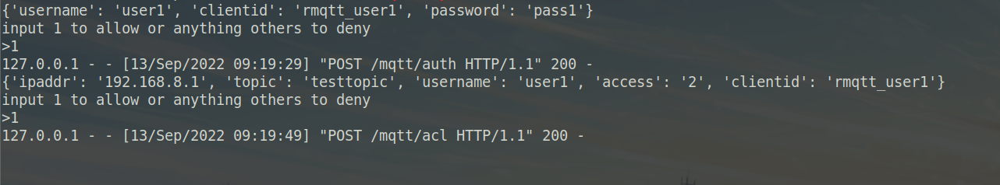 {'username': 'user1', 'clientid': 'rmqtt_user1', 'password': 'pass1'}
input 1 to allow or anything others to deny
>1
127.0.0.1 - - [13/Sep/2022 09:19:29] "POST /mqtt/auth HTTP/1.1" 200 -
{'ipaddr': '192.168.8.1', 'topic': 'testtopic', 'username': 'user1', 'access': '2', 'clientid': 'rmqtt_user1'}
input 1 to allow or anything others to deny
>1
127.0.0.1 - - [13/Sep/2022 09:19:49] "POST /mqtt/acl HTTP/1.1" 200 -